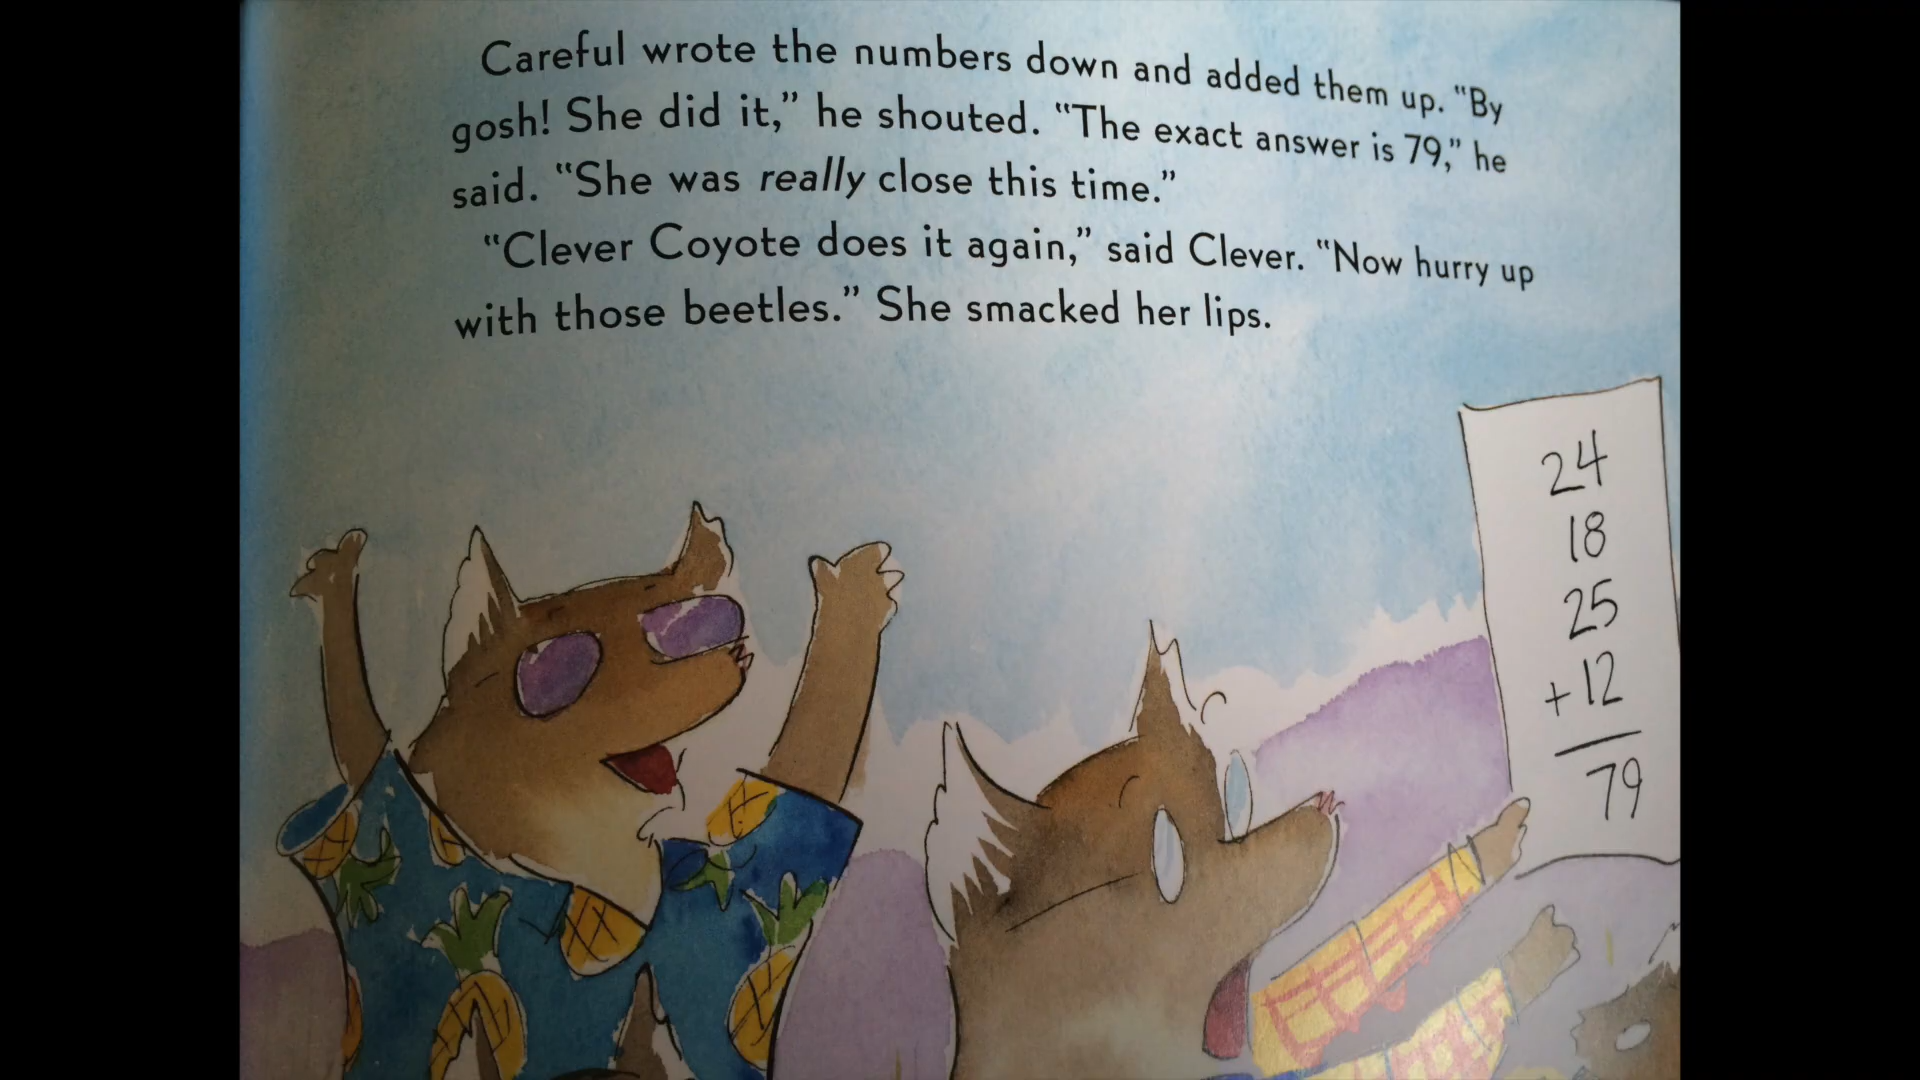 Careful wrote the numbers down and added them up. “By
gosh! She did it,” he shouted. “The exact answer is 79,” he
said. “She was really close this time.”
“Clever Coyote does it again,” said Clever. “Now hurry up
with those beetles.” She smacked her lips.
24
18
25
+12
79